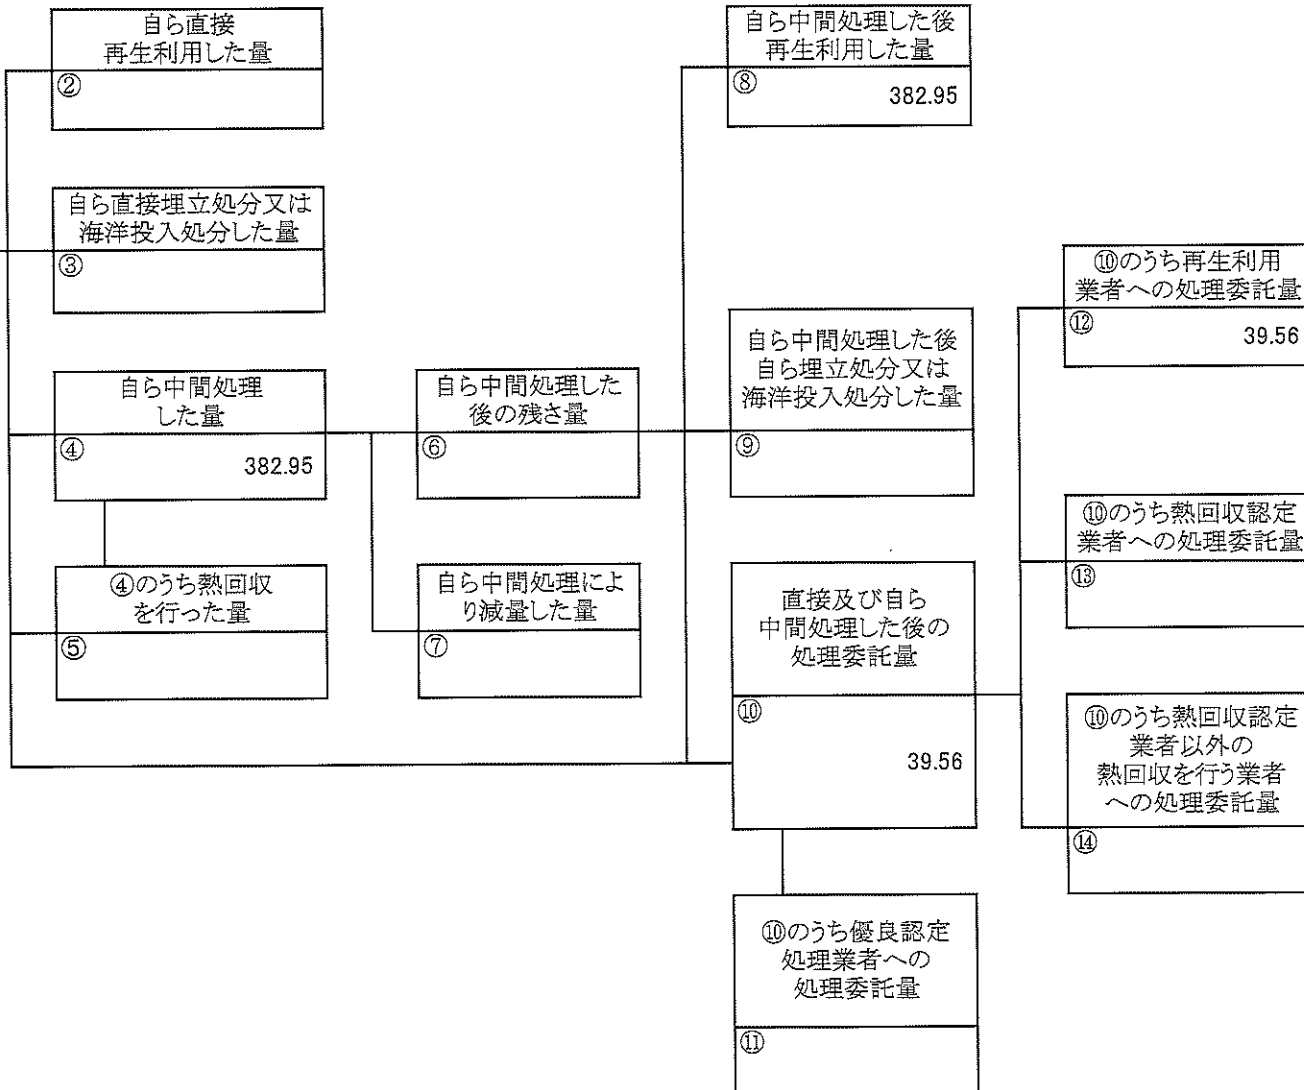 自ら直接
再生利用した量
②
自ら直接埋立処分又は
海洋投入処分した量
③
自ら中間処理
した量
④
382.95
④のうち熱回収
を行った量
⑤
自ら中間処理した
後の残さ量
⑥
自ら中間処理によ
り減量した量
⑦
自ら中間処理した後
再生利用した量
⑧
382.95
自ら中間処理した後
自ら埋立処分又は
海洋投入処分した量
⑨
直接及び自ら
中間処理した後の
処理委託量
⑩
39.56
⑩のうち優良認定
処理業者への
処理委託量
⑪
⑩のうち再生利用
業者への処理委託量
⑫
39.56
⑩のうち熱回収認定
業者への処理委託量
⑬
⑩のうち熱回収認定
業者以外の
熱回収を行う業者
への処理委託量
⑭